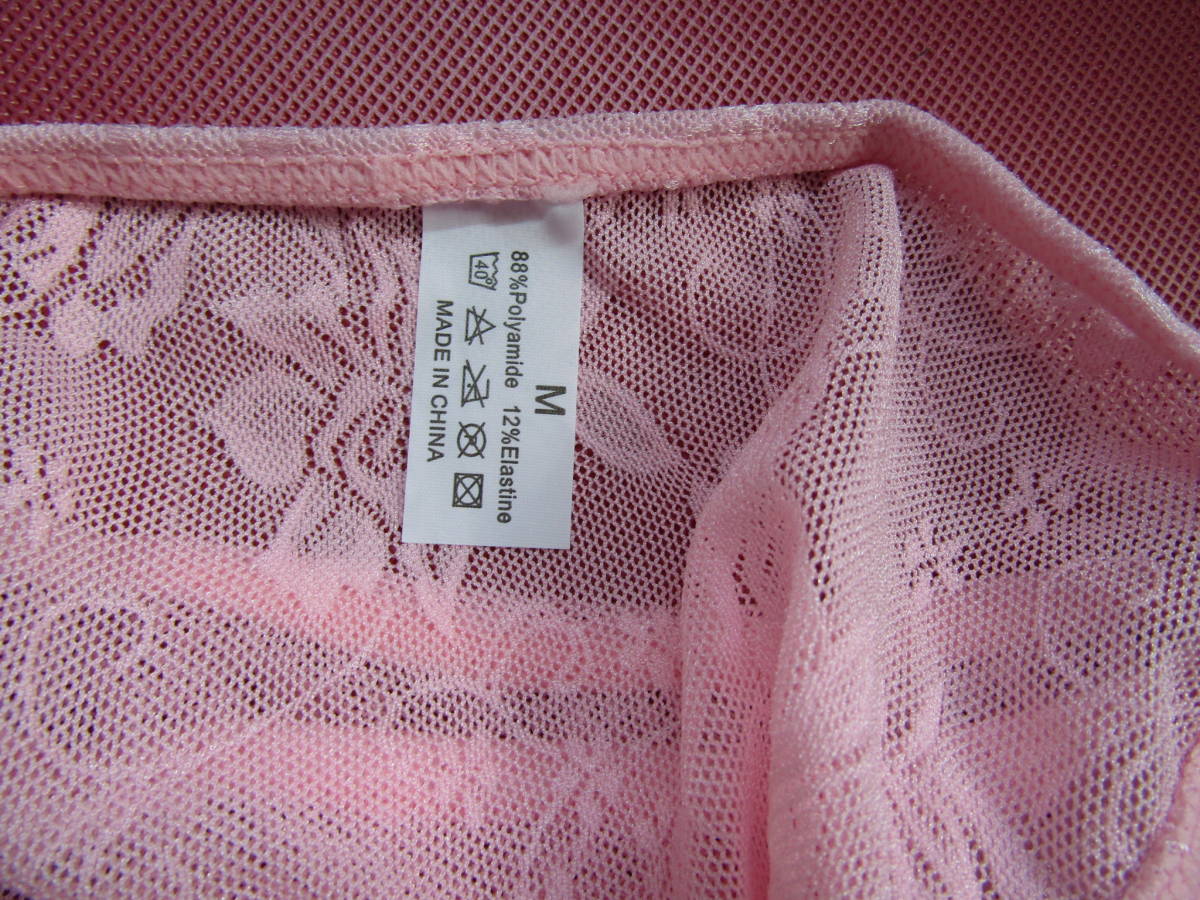 M
88%Polyamide 12%Elastine
40°
MADE IN CHINA